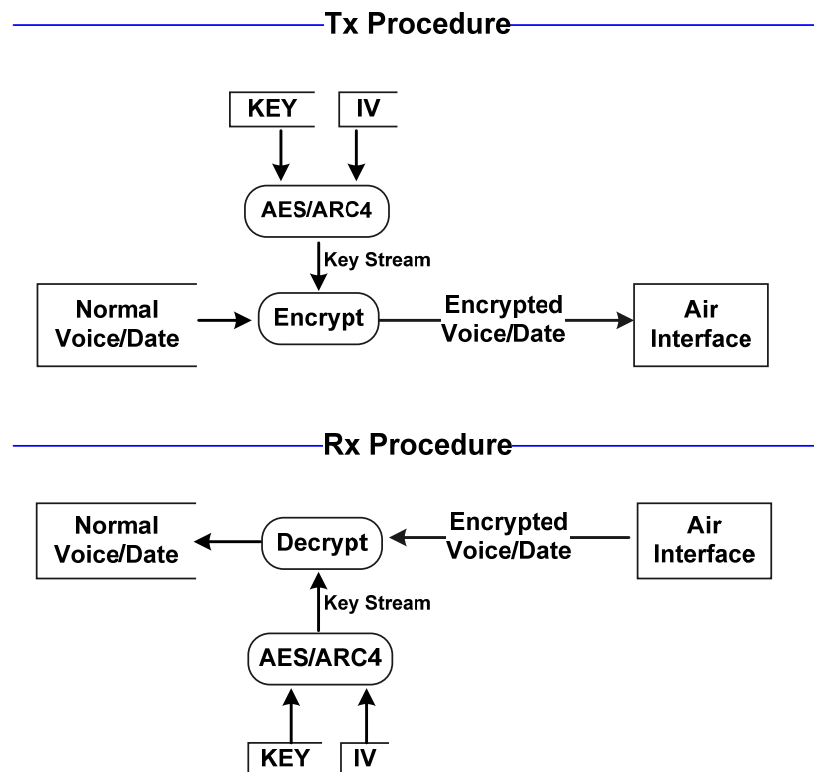 Tx Procedure
KEY IV
AES/ARC4
Key Stream
Normal
Voice/Date
Encrypt
Encrypted
Voice/Date
Air
Interface
Rx Procedure
Normal
Voice/Date
Decrypt
Encrypted
Voice/Date
Air
Interface
Key Stream
AES/ARC4
KEY IV